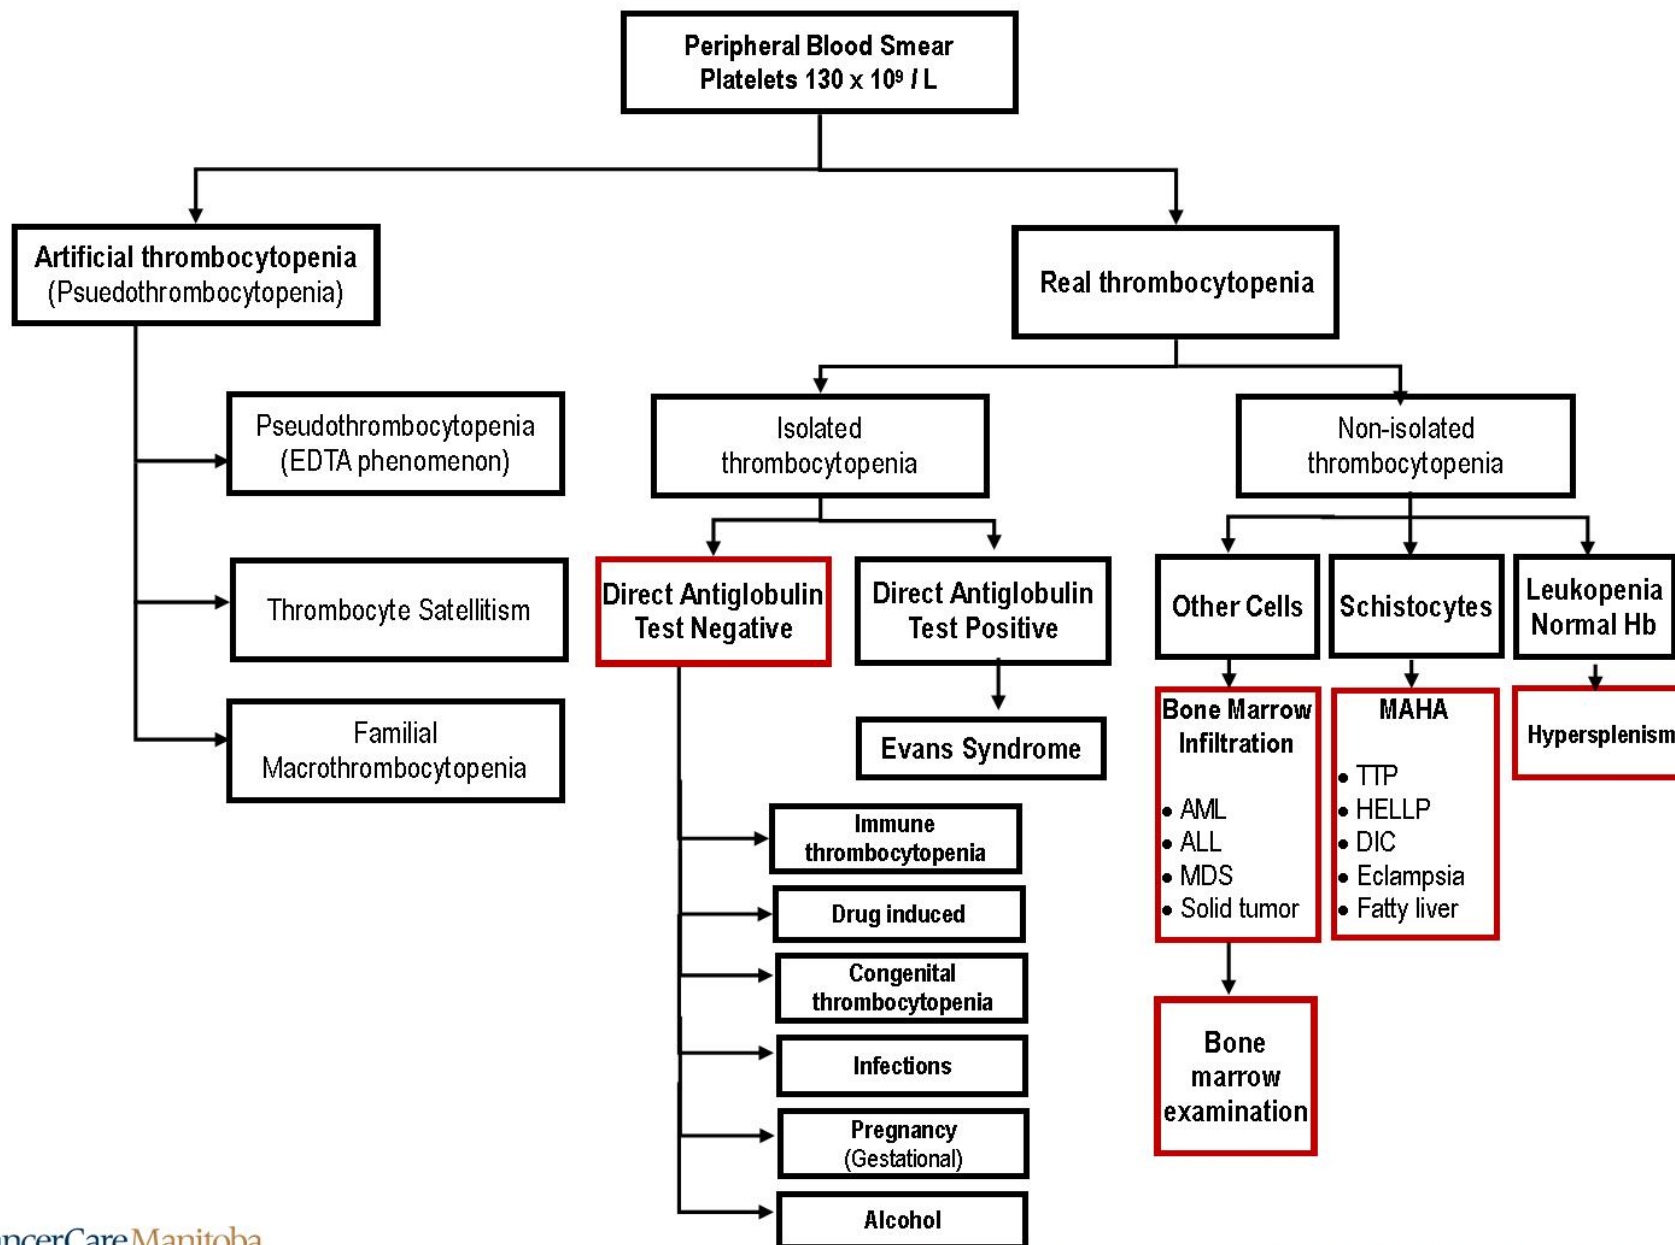 Peripheral Blood Smear
Platelets 130 x 10⁹ / L
Artificial thrombocytopenia
(Psuedothrombocytopenia)
Real thrombocytopenia
Pseudothrombocytopenia
(EDTA phenomenon)
Thrombocyte Satellitism
Familial
Macrothrombocytopenia
Isolated
thrombocytopenia
Non-isolated
thrombocytopenia
Direct Antiglobulin
Test Negative
Direct Antiglobulin
Test Positive
Other Cells
Schistocytes
Leukopenia
Normal Hb
Evans Syndrome
Bone Marrow
Infiltration
• AML
• ALL
• MDS
• Solid tumor
MAHA
• TTP
• HELLP
• DIC
• Eclampsia
• Fatty liver
Hypersplenism
Immune
thrombocytopenia
Drug induced
Congenital
thrombocytopenia
Infections
Pregnancy
(Gestational)
Alcohol
Bone
marrow
examination
ancerCareManitoba